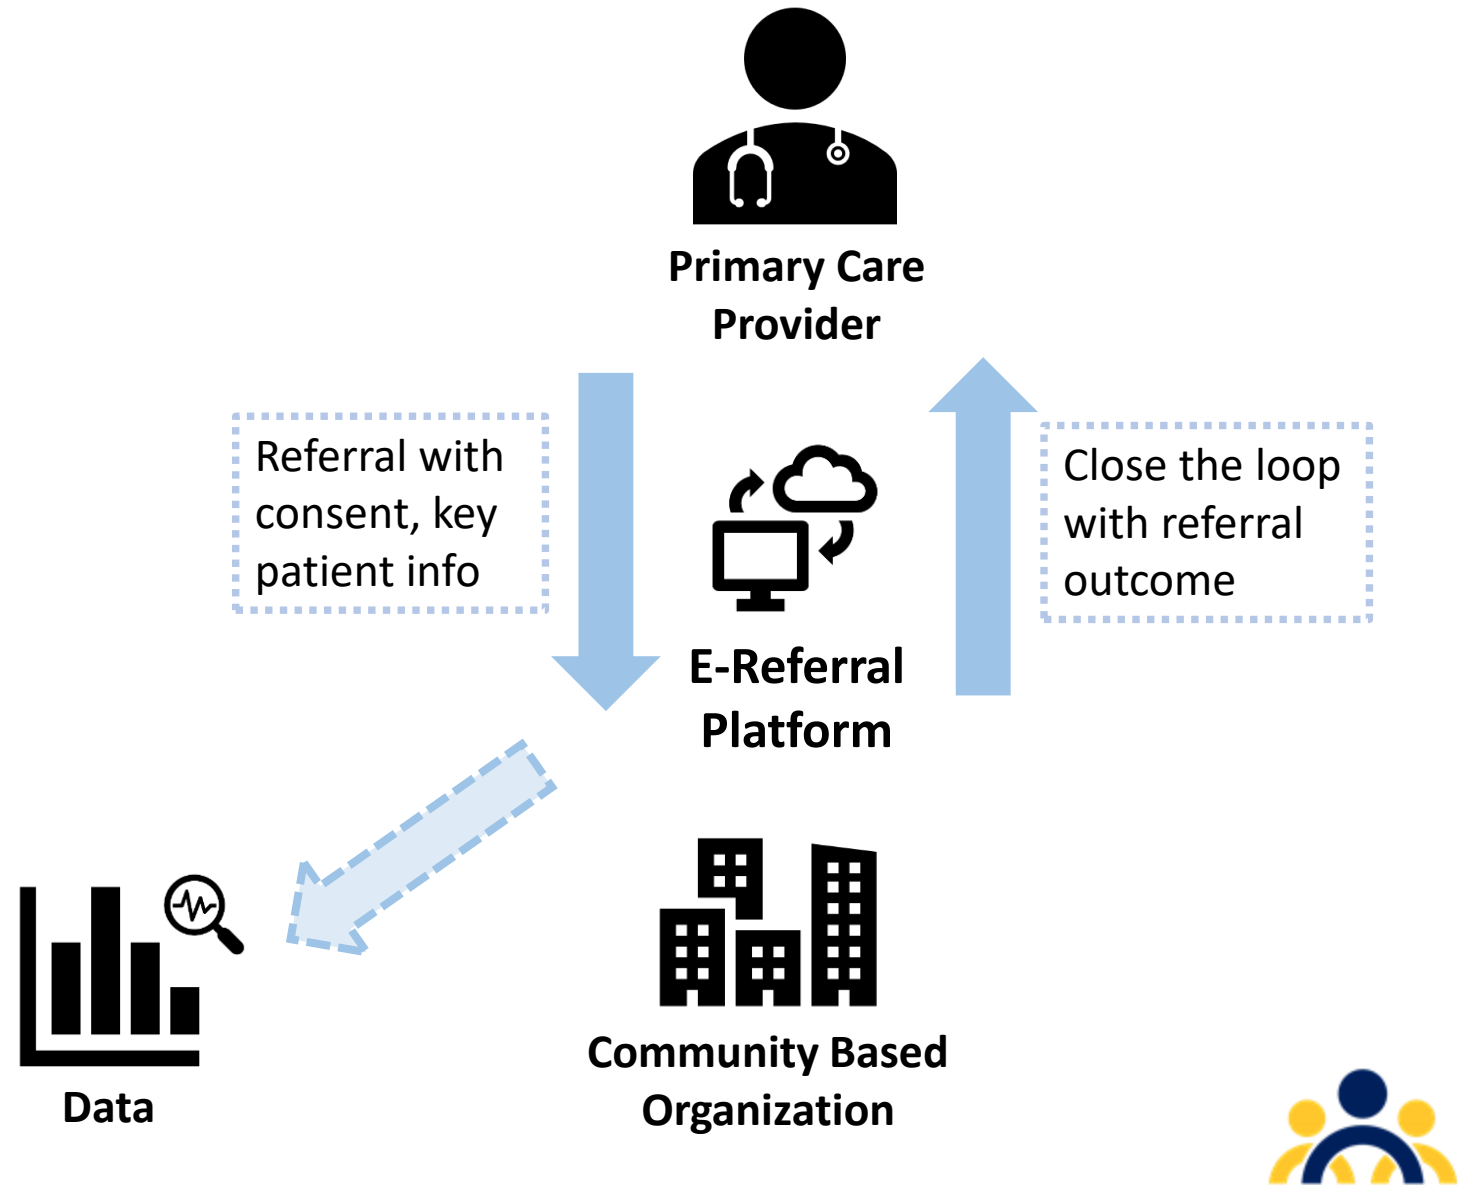 Primary Care
Provider
Referral with
consent, key
patient info
Close the loop
with referral
outcome
E-Referral
Platform
Community Based
Organization
Data